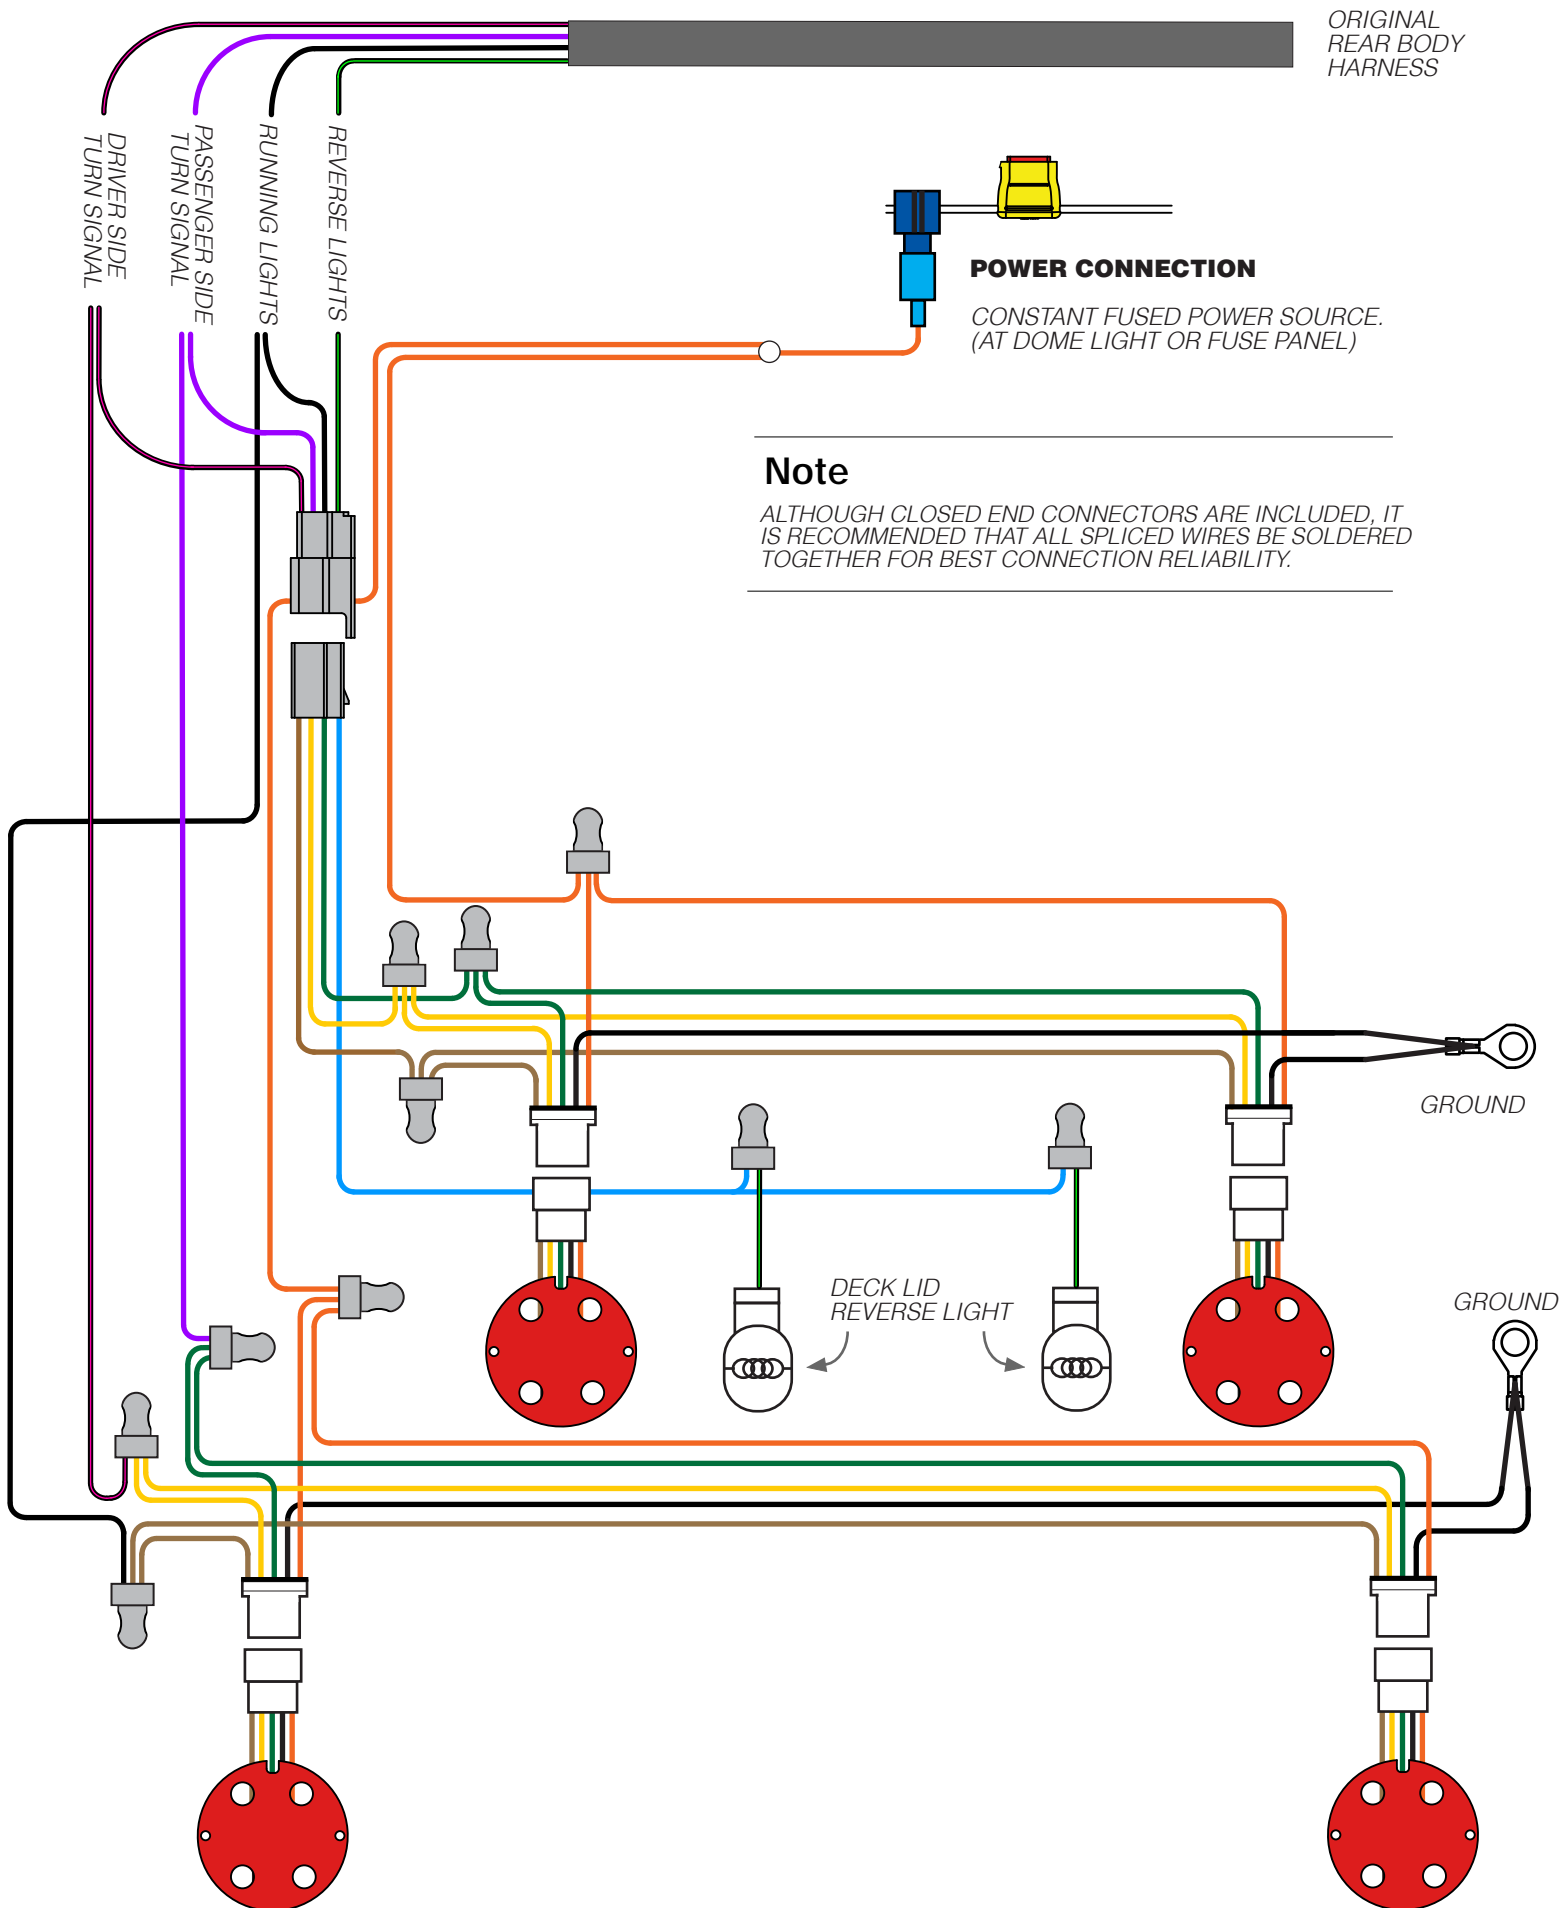 ORIGINAL
REAR BODY
HARNESS
DRIVER SIDE
TURN SIGNAL
PASSENGER SIDE
TURN SIGNAL
RUNNING LIGHTS
REVERSE LIGHTS
POWER CONNECTION
CONSTANT FUSED POWER SOURCE.
(AT DOME LIGHT OR FUSE PANEL)
Note
ALTHOUGH CLOSED END CONNECTORS ARE INCLUDED, IT
IS RECOMMENDED THAT ALL SPLICED WIRES BE SOLDERED
TOGETHER FOR BEST CONNECTION RELIABILITY.
GROUND
DECK LID
REVERSE LIGHT
GROUND